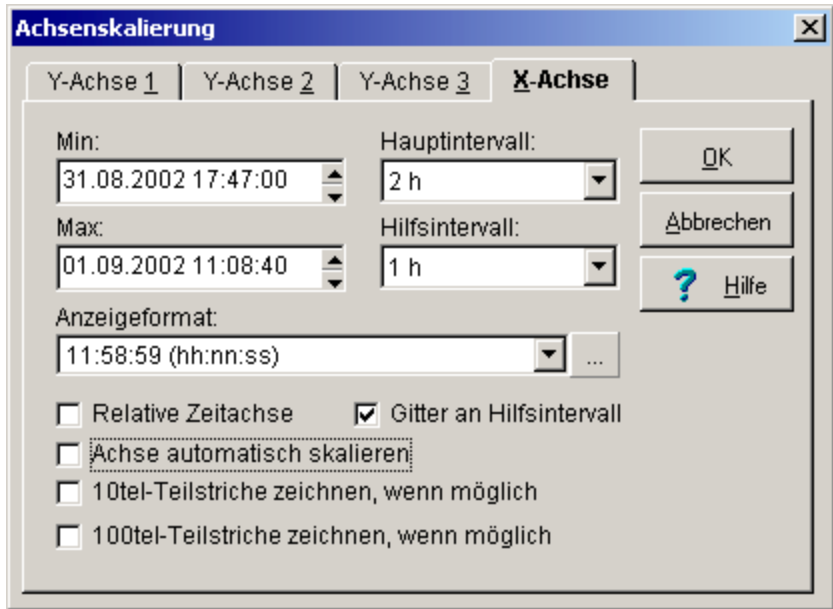 Achsenskalierung
Y-Achse 1 Y-Achse 2 Y-Achse 3 X-Achse
Min: Hauptintervall:
31.08.2002 17:47:00 2 h OK
Max: Hilfsintervall: Abbrechen
01.09.2002 11:08:40 1 h ? Hilfe
Anzeigeformat:
11:58:59 (hh:nn:ss) ...
Relative Zeitachse Gitter an Hilfsintervall
Achse automatisch skalieren
10tel-Teilstriche zeichnen, wenn möglich
100tel-Teilstriche zeichnen, wenn möglich